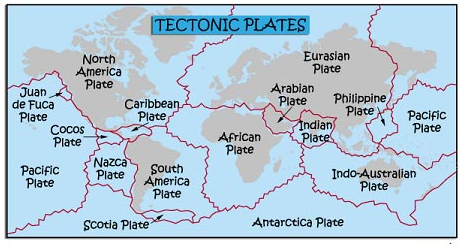 TECTONIC PLATES
North
America
Plate
Eurasian
Plate
Juan
de Fuca
Plate
Caribbean
Plate
Arabian
Plate
Philippine
Plate
Cocos
Plate
African
Plate
Indian
Plate
Pacific
Plate
Nazca
Plate
Pacific
Plate
South
America
Plate
Indo-Australian
Plate
Scotia Plate
Antarctica Plate